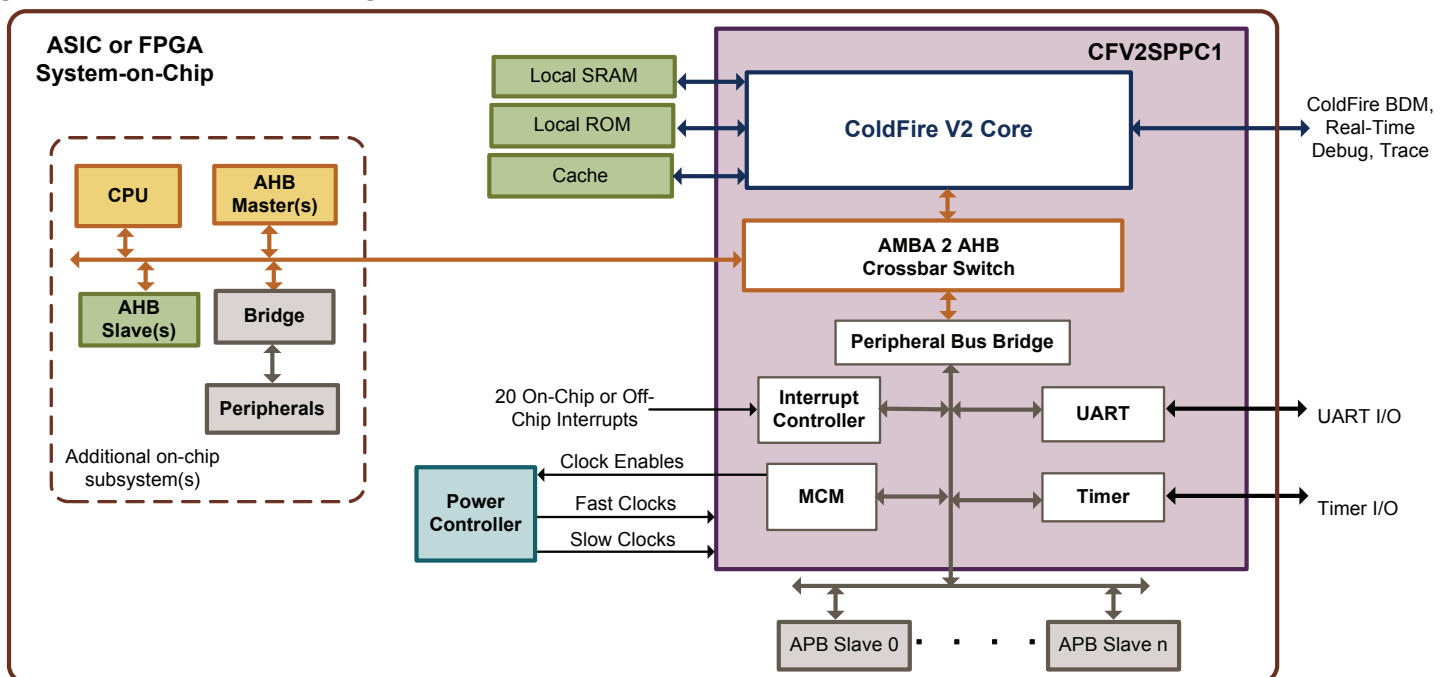 ASIC or FPGA
System-on-Chip
CFV2SPPC1
Local SRAM
Local ROM
Cache
ColdFire V2 Core
ColdFire BDM,
Real-Time
Debug, Trace
CPU
AHB
Master(s)
AHB
Slave(s)
Bridge
Peripherals
Additional on-chip
subsystem(s)
AMBA 2 AHB
Crossbar Switch
Peripheral Bus Bridge
20 On-Chip or Off-
Chip Interrupts
Interrupt
Controller
UART
UART I/O
Clock Enables
Fast Clocks
Slow Clocks
Power
Controller
MCM
Timer
Timer I/O
APB Slave 0
APB Slave n